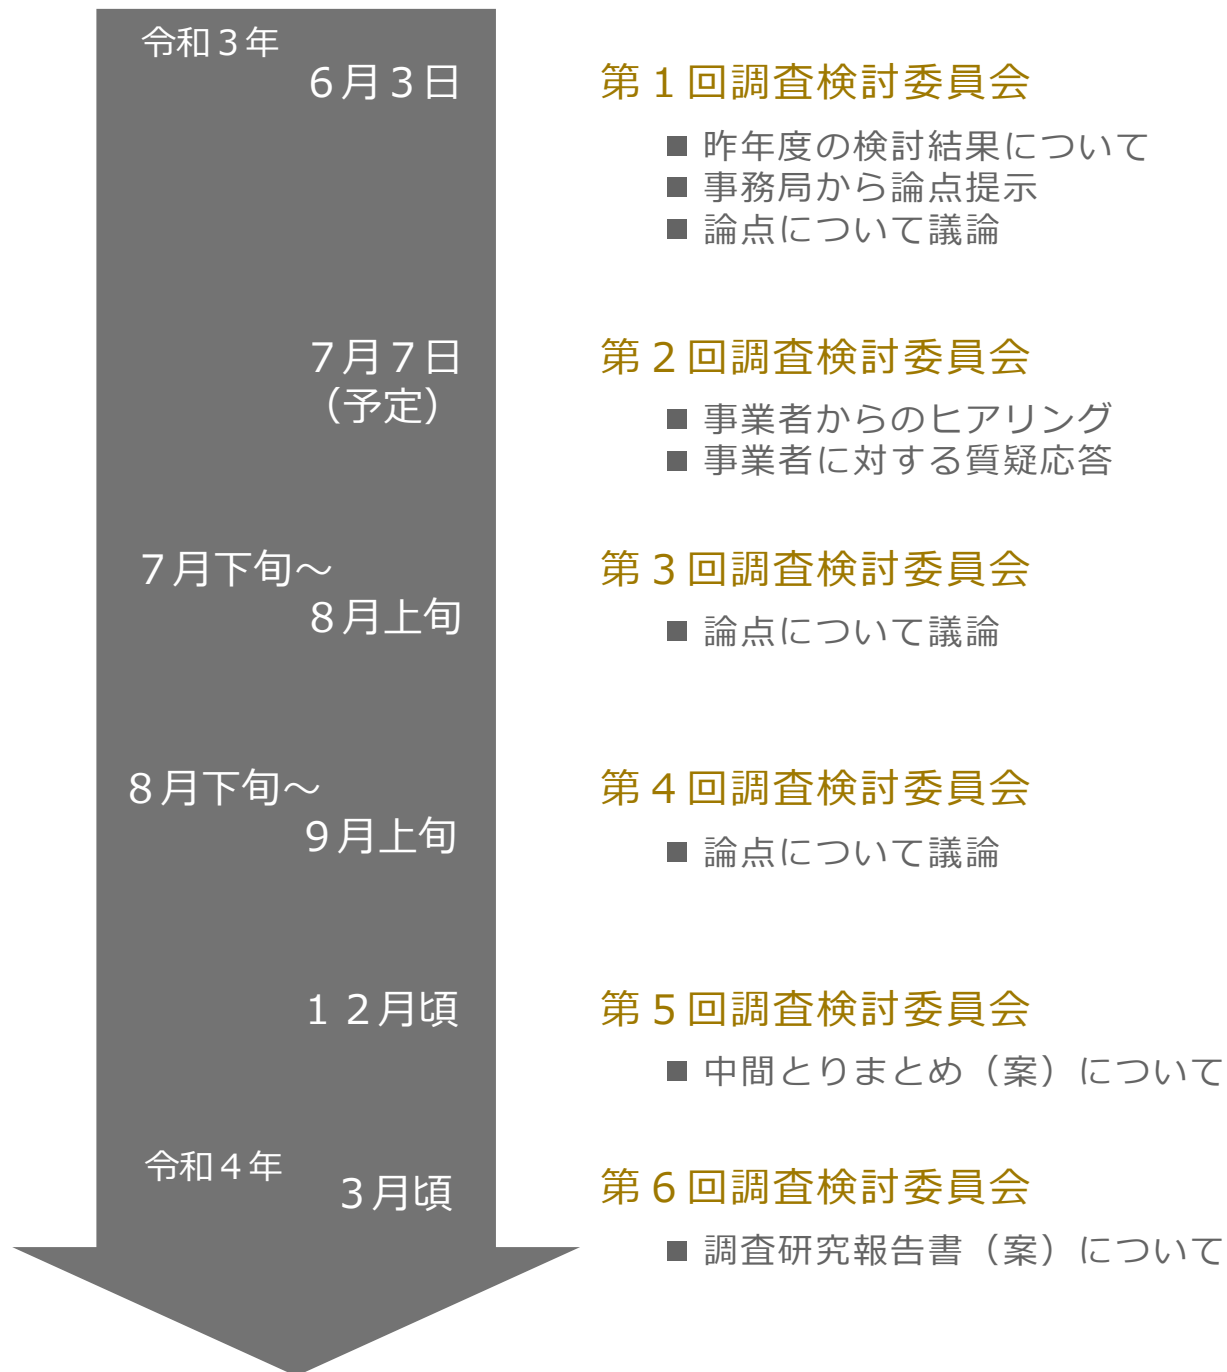 令和３年
６月３日
第１回調査検討委員会
■ 昨年度の検討結果について
■ 事務局から論点提示
■ 論点について議論
７月７日
（予定）
第２回調査検討委員会
■ 事業者からのヒアリング
■ 事業者に対する質疑応答
７月下旬～
８月上旬
第３回調査検討委員会
■ 論点について議論
８月下旬～
９月上旬
第４回調査検討委員会
■ 論点について議論
１２月頃
第５回調査検討委員会
■ 中間とりまとめ（案）について
令和４年
３月頃
第６回調査検討委員会
■ 調査研究報告書（案）について